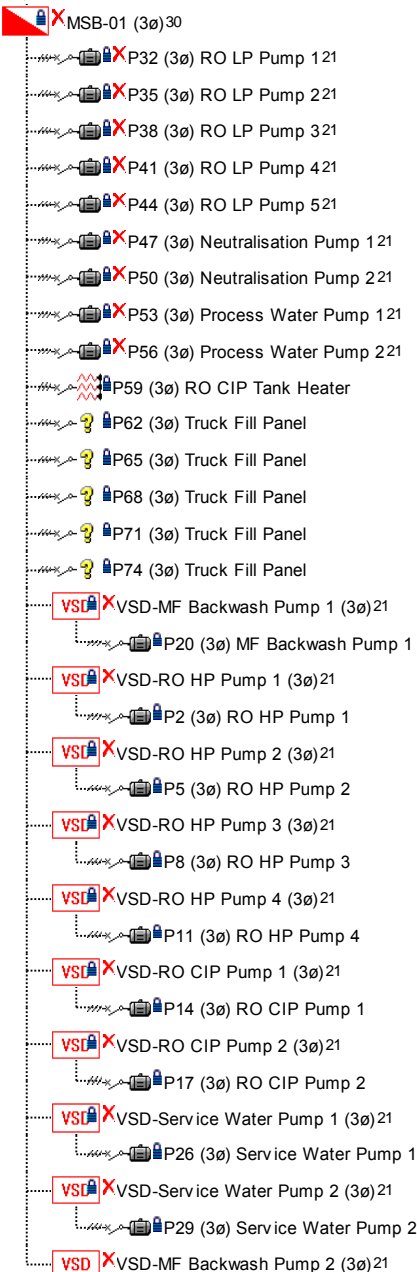 MSB-01 (3ø)30
P32 (3ø) RO LP Pump 121
P35 (3ø) RO LP Pump 221
P38 (3ø) RO LP Pump 321
P41 (3ø) RO LP Pump 421
P44 (3ø) RO LP Pump 521
P47 (3ø) Neutralisation Pump 121
P50 (3ø) Neutralisation Pump 221
P53 (3ø) Process Water Pump 121
P56 (3ø) Process Water Pump 221
P59 (3ø) RO CIP Tank Heater
P62 (3ø) Truck Fill Panel
P65 (3ø) Truck Fill Panel
P68 (3ø) Truck Fill Panel
P71 (3ø) Truck Fill Panel
P74 (3ø) Truck Fill Panel
VSD VSD-MF Backwash Pump 1 (3ø)21
P20 (3ø) MF Backwash Pump 1
VSD VSD-RO HP Pump 1 (3ø)21
P2 (3ø) RO HP Pump 1
VSD VSD-RO HP Pump 2 (3ø)21
P5 (3ø) RO HP Pump 2
VSD VSD-RO HP Pump 3 (3ø)21
P8 (3ø) RO HP Pump 3
VSD VSD-RO HP Pump 4 (3ø)21
P11 (3ø) RO HP Pump 4
VSD VSD-RO CIP Pump 1 (3ø)21
P14 (3ø) RO CIP Pump 1
VSD VSD-RO CIP Pump 2 (3ø)21
P17 (3ø) RO CIP Pump 2
VSD VSD-Service Water Pump 1 (3ø)21
P26 (3ø) Service Water Pump 1
VSD VSD-Service Water Pump 2 (3ø)21
P29 (3ø) Service Water Pump 2
VSD VSD-MF Backwash Pump 2 (3ø)21